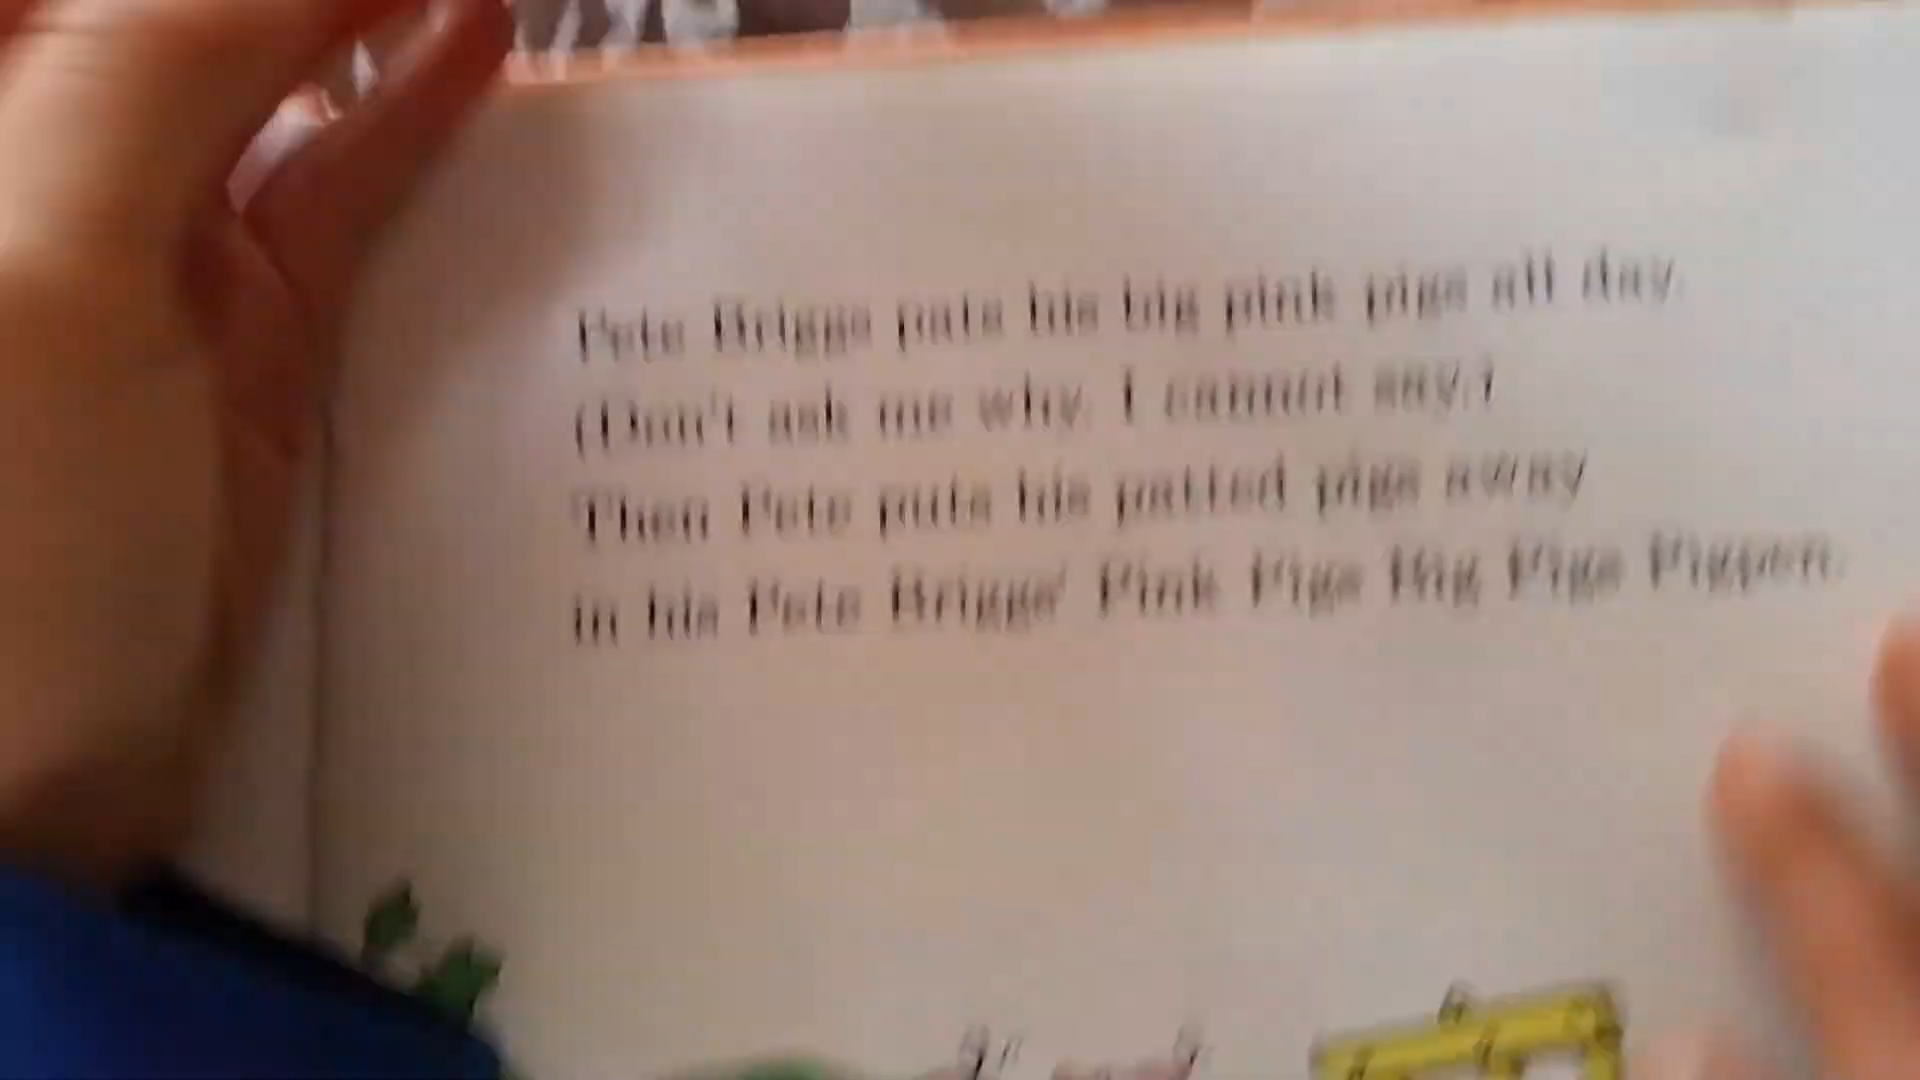 Pete Briggs pats his big pink pigs all day.
(Don't ask me why. I cannot say.)
Then Pete puts his patted pigs away
in his Pete Briggs' Pink Pigs Big Pigs Pigpen.